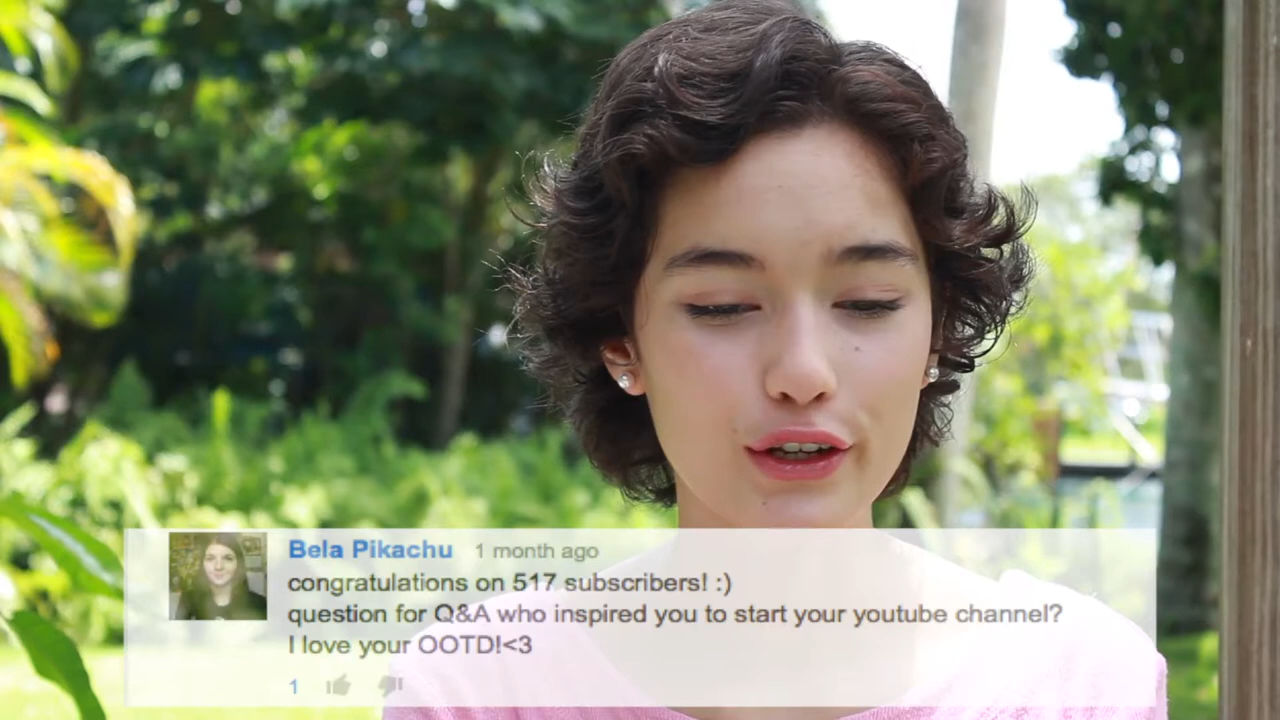 Bela Pikachu 1 month ago
congratulations on 517 subscribers! :)
question for Q&A who inspired you to start your youtube channel?
I love your OOTD!<3
1